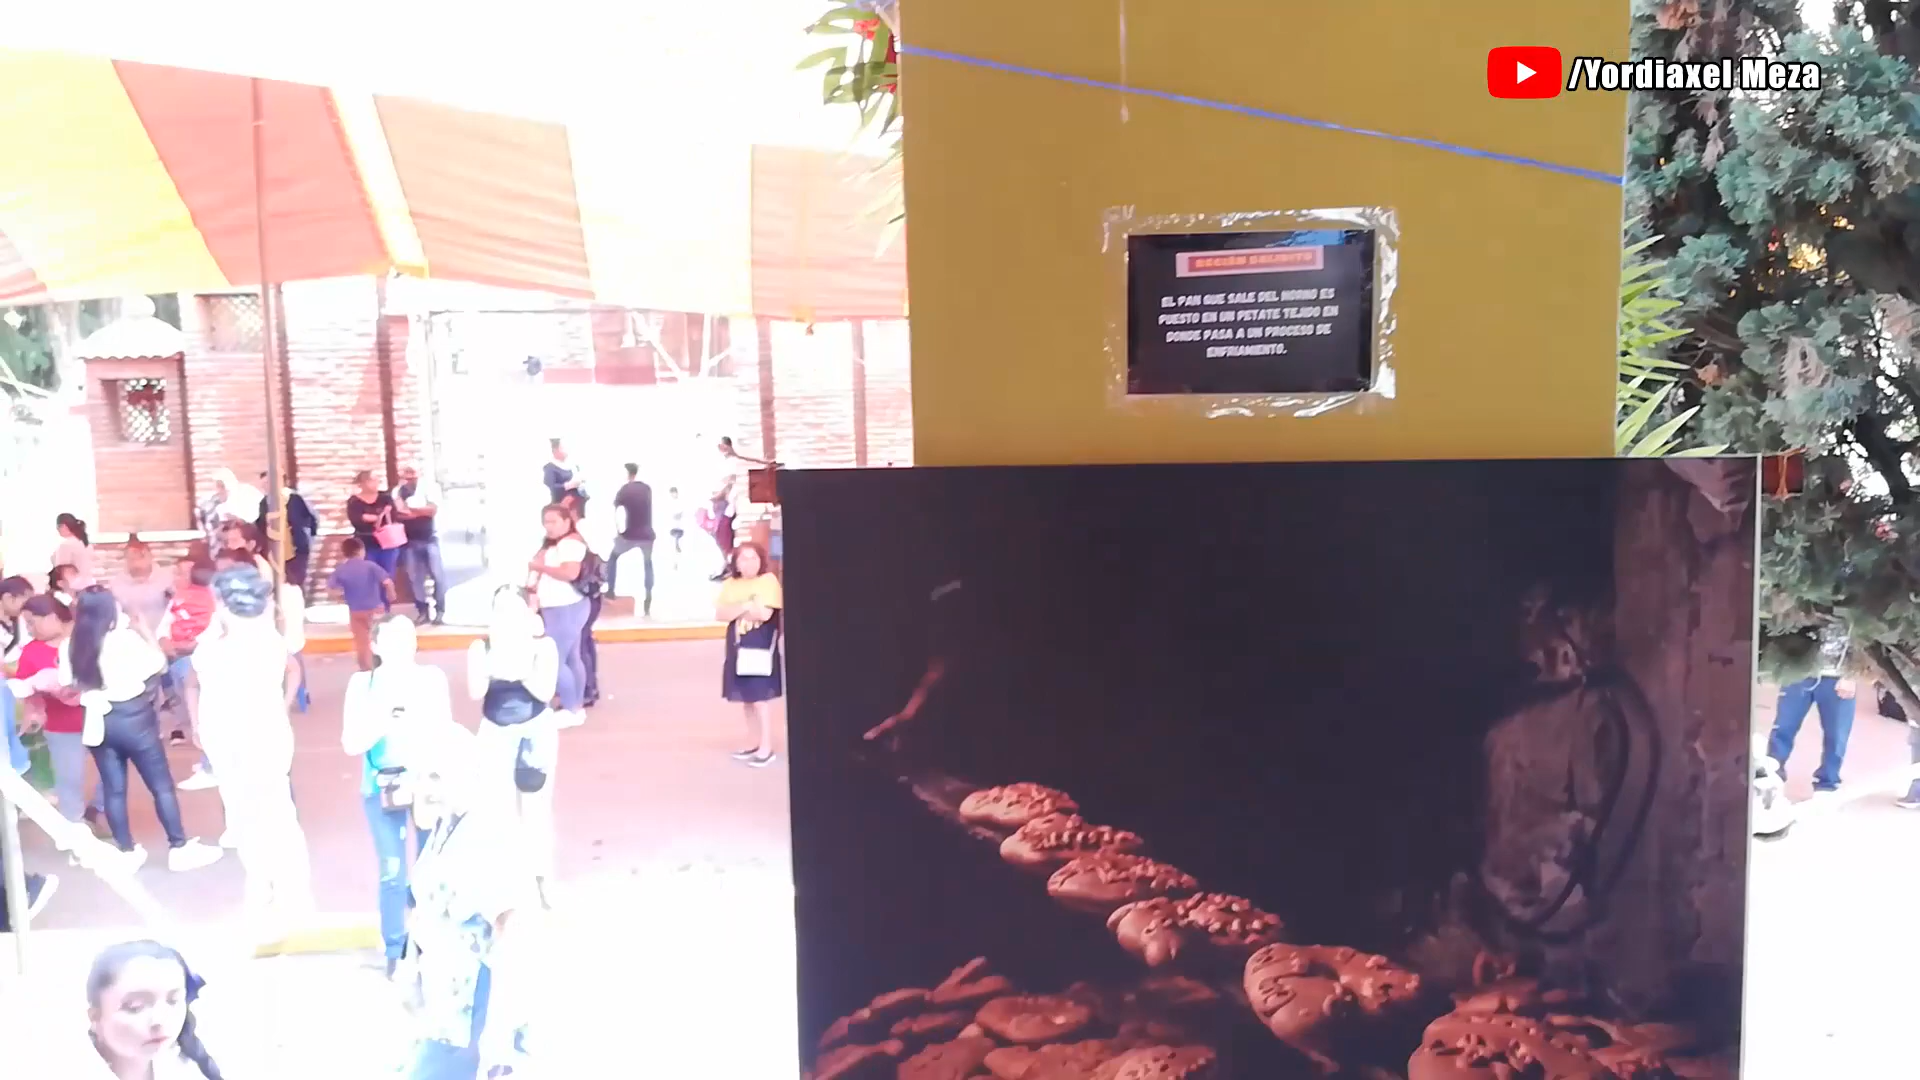 /Yordiaxel Meza
RECIÉN SALIDITO
EL PAN QUE SALE DEL HORNO ES
PUESTO EN UN PETATE TEJIDO EN
DONDE PASA A UN PROCESO DE
ENFRIAMIENTO.